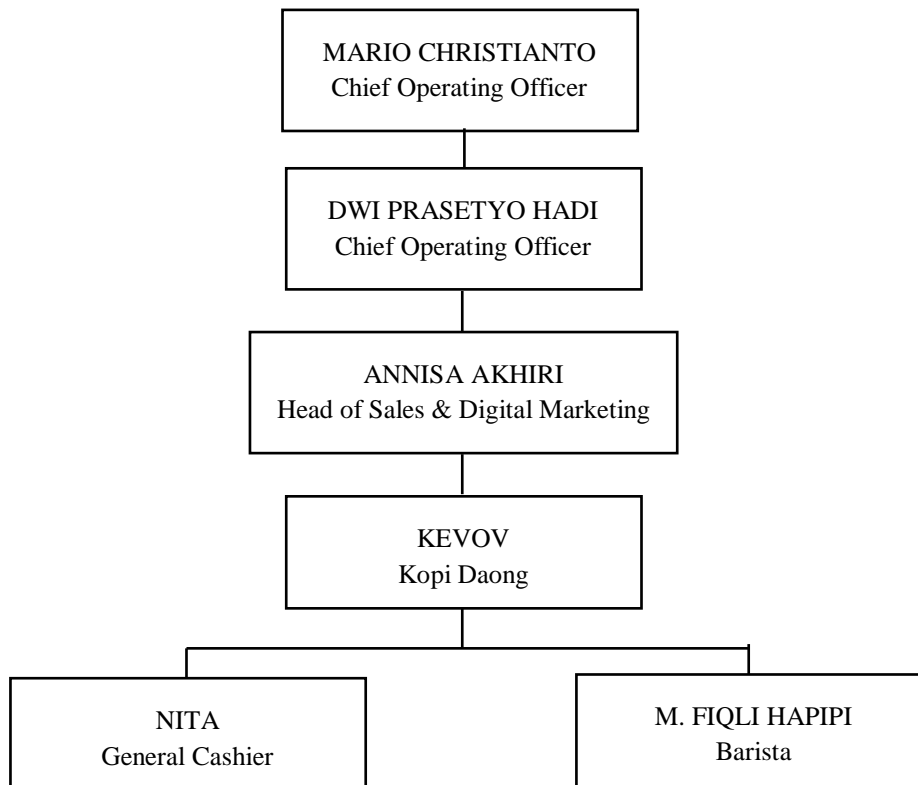 MARIO CHRISTIANTO
Chief Operating Officer
DWI PRASETYO HADI
Chief Operating Officer
ANNISA AKHIRI
Head of Sales & Digital Marketing
KEVOV
Kopi Daong
NITA
General Cashier
M. FIQLI HAPIPI
Barista